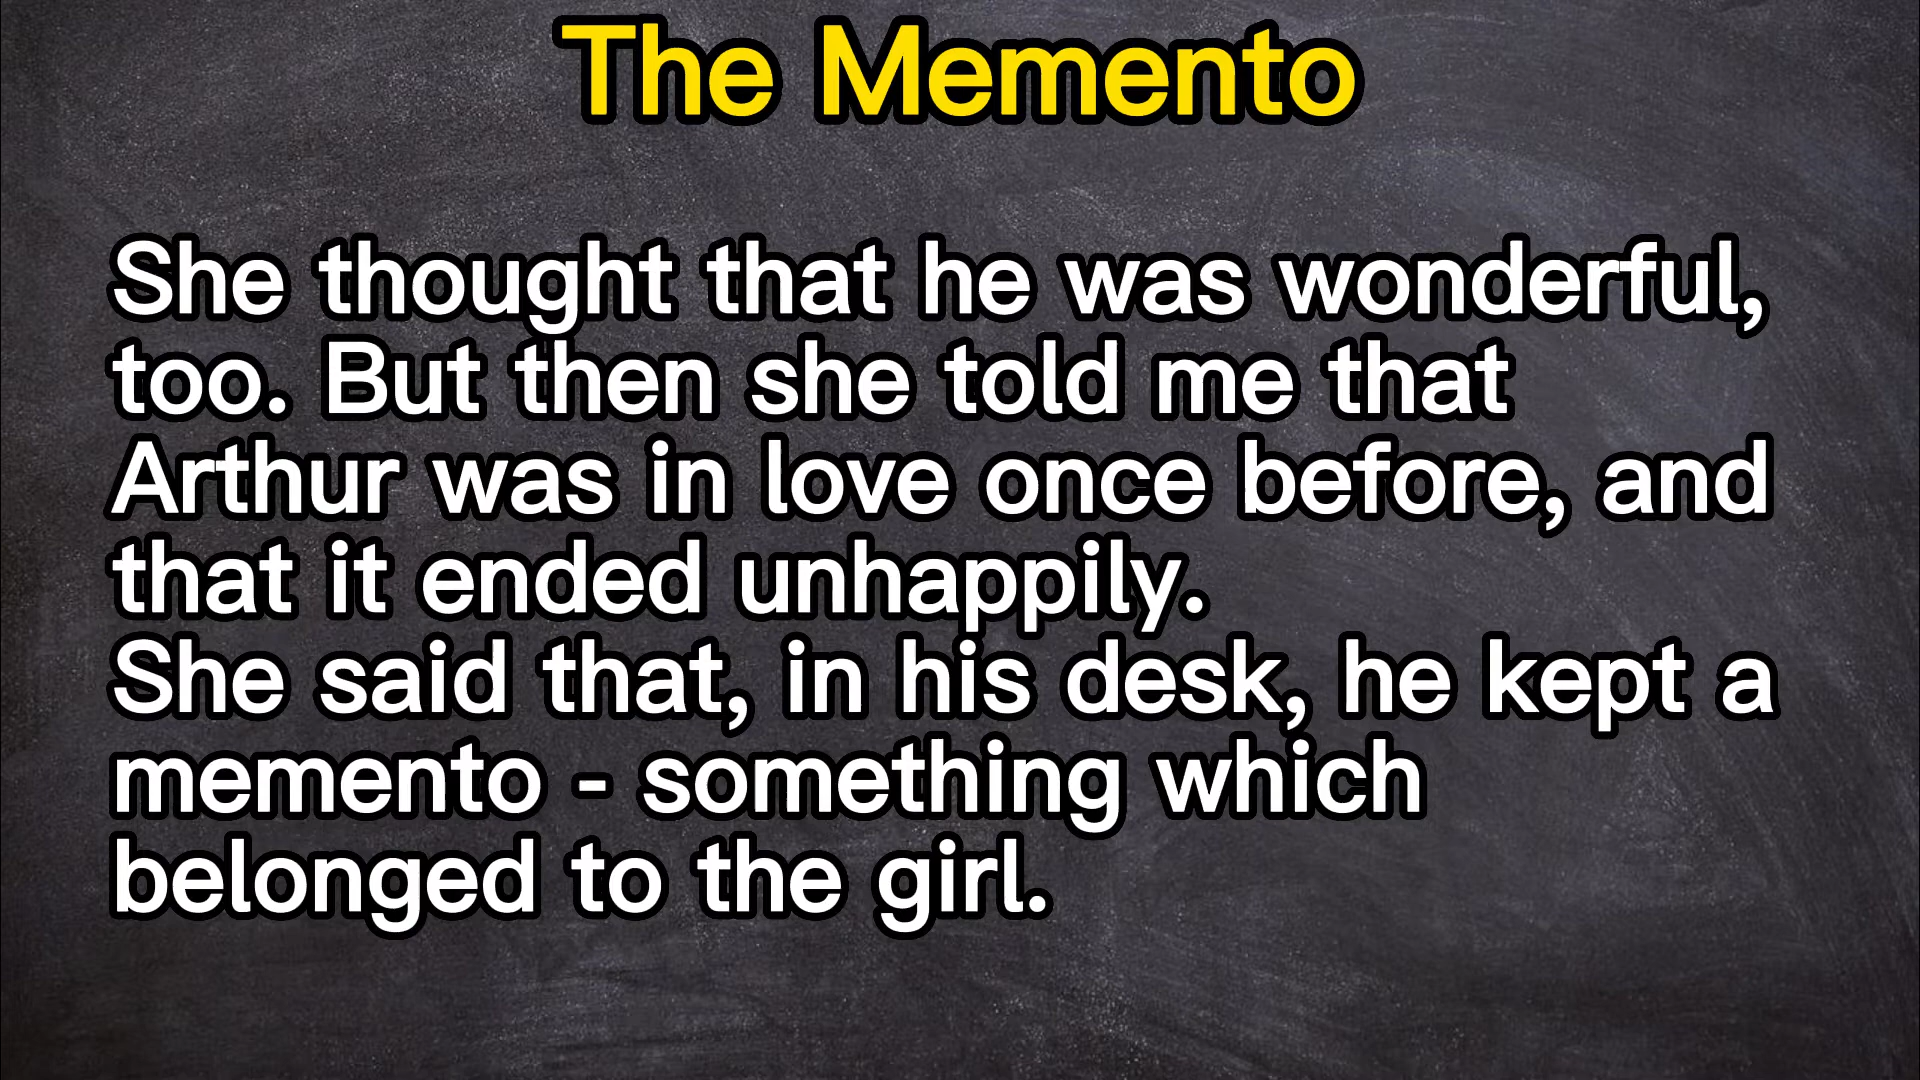 The Memento
She thought that he was wonderful,
too. But then she told me that
Arthur was in love once before, and
that it ended unhappily.
She said that, in his desk, he kept a
memento - something which
belonged to the girl.